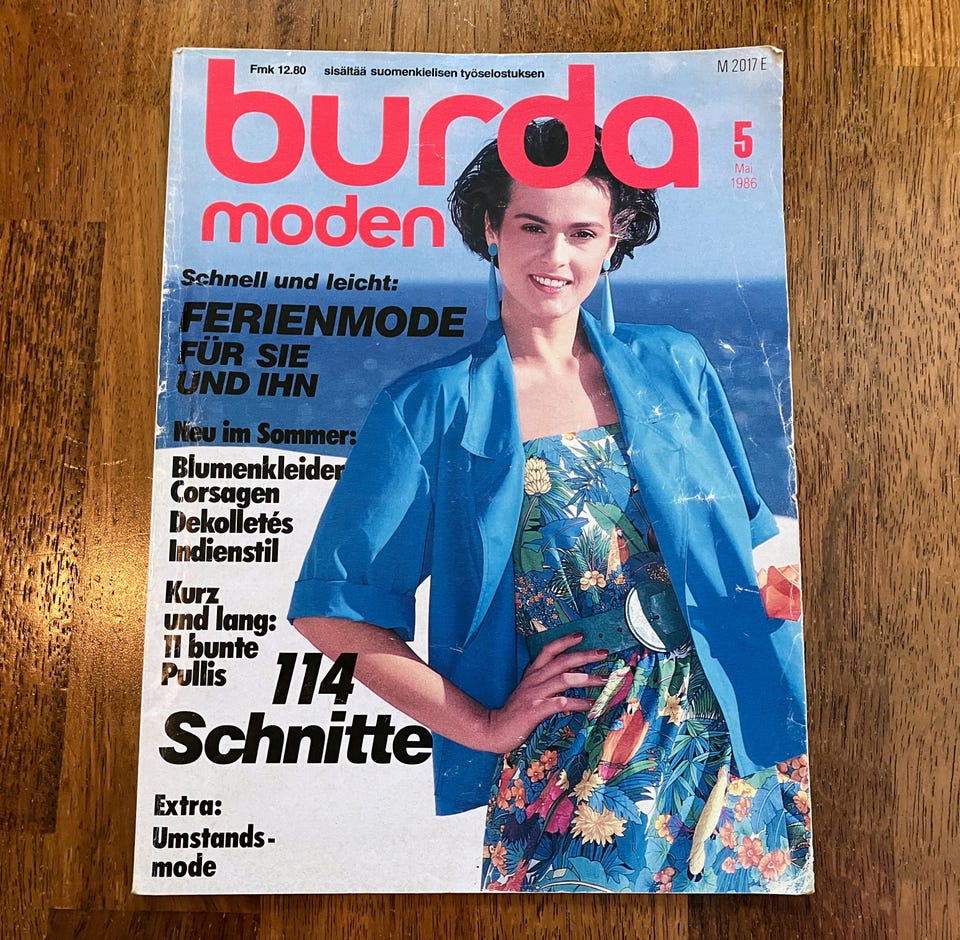 Fmk 12.80 sisältää suomenkielisen työselostuksen
M 2017 E
burda
moden
5
Mai
1986
Schnell und leicht:
FERIENMODE
FÜR SIE
UND IHN
Neu im Sommer:
Blumenkleider
Corsagen
Dekolletés
Indienstil
Kurz
und lang:
11 bunte
Pullis
114
Schnitte
Extra:
Umstands-
mode